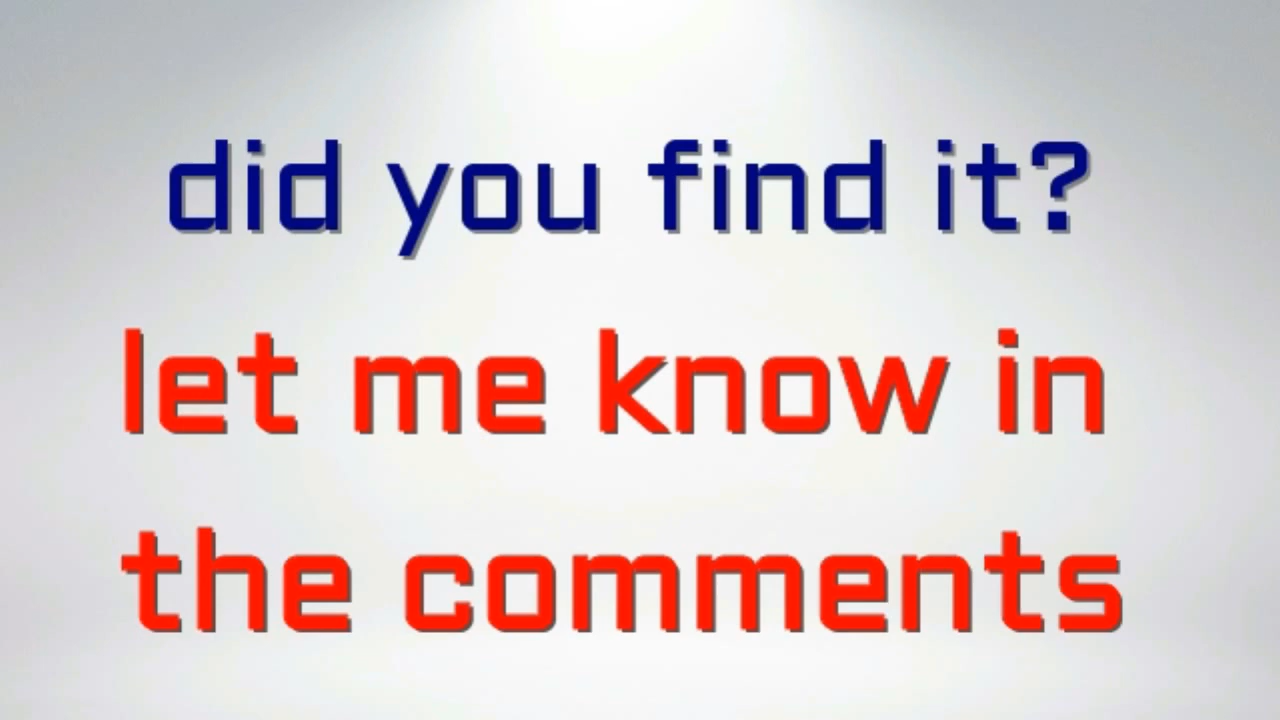 did you find it?
let me know in
the comments